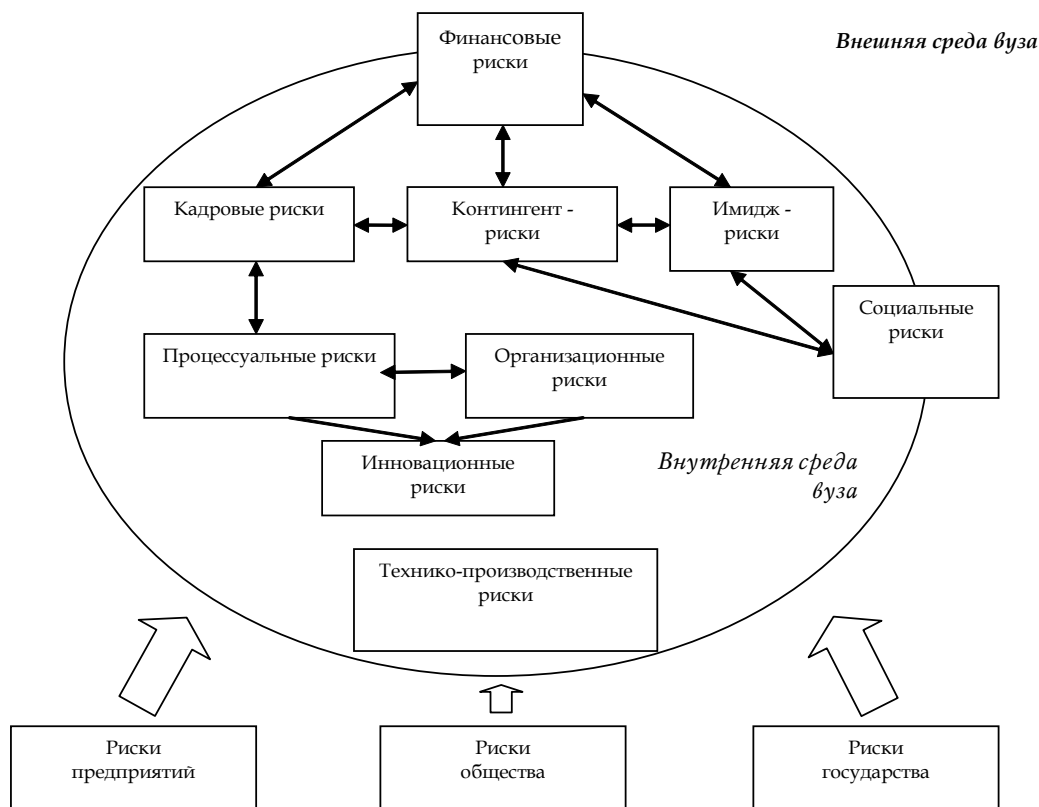 Финансовые
риски
Внешняя среда вуза
Кадровые риски
Контингент -
риски
Имидж -
риски
Социальные
риски
Процессуальные риски
Организационные
риски
Инновационные
риски
Внутренняя среда
вуза
Технико-производственные
риски
Риски
предприятий
Риски
общества
Риски
государства